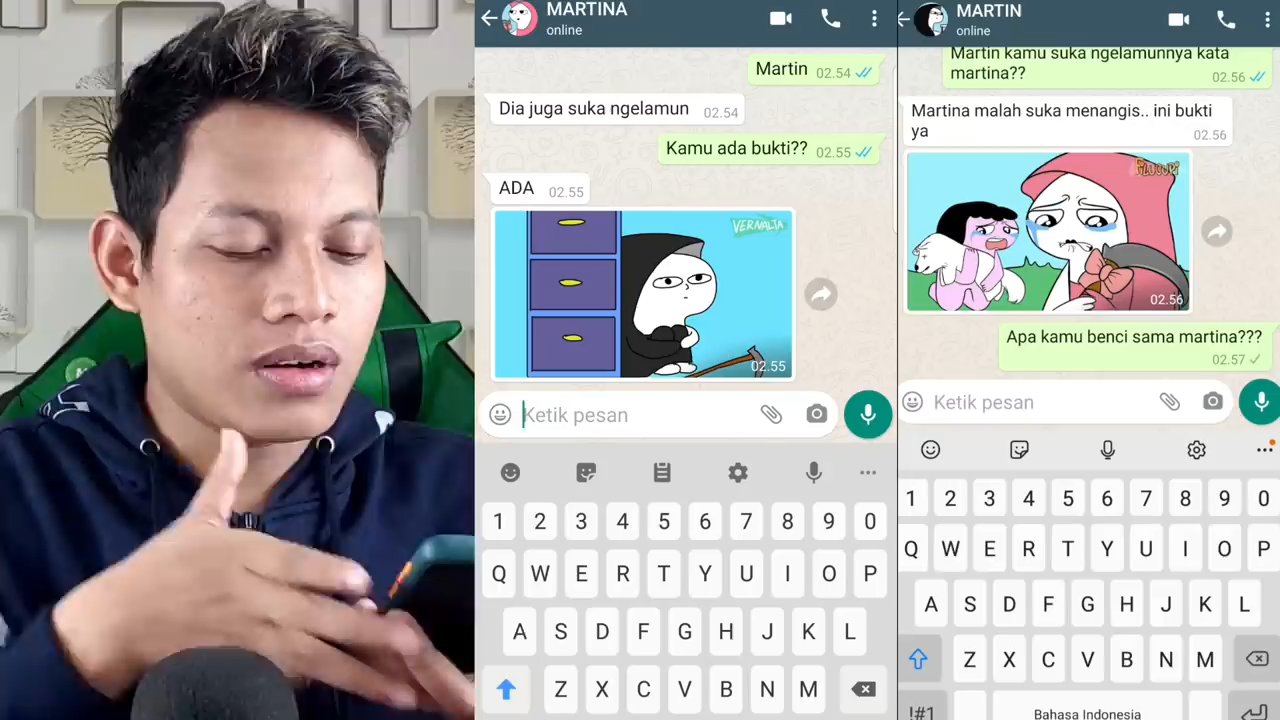 MARTINA
online
Martin 02.54
Dia juga suka ngelamun 02.54
Kamu ada bukti?? 02.55
ADA 02.55
VERNALTA
02.55
Ketik pesan
1 2 3 4 5 6 7 8 9 0
Q W E R T Y U I O P
A S D F G H J K L
Z X C V B N M
MARTIN
online
Martin kamu suka ngelamunnya kata
martina??
02.56
Martina malah suka menangis.. ini bukti
ya
02.56
02.56
Apa kamu benci sama martina???
02.57
Ketik pesan
1 2 3 4 5 6 7 8 9 0
Q W E R T Y U I O P
A S D F G H J K L
Z X C V B N M
!#1 Bahasa Indonesia